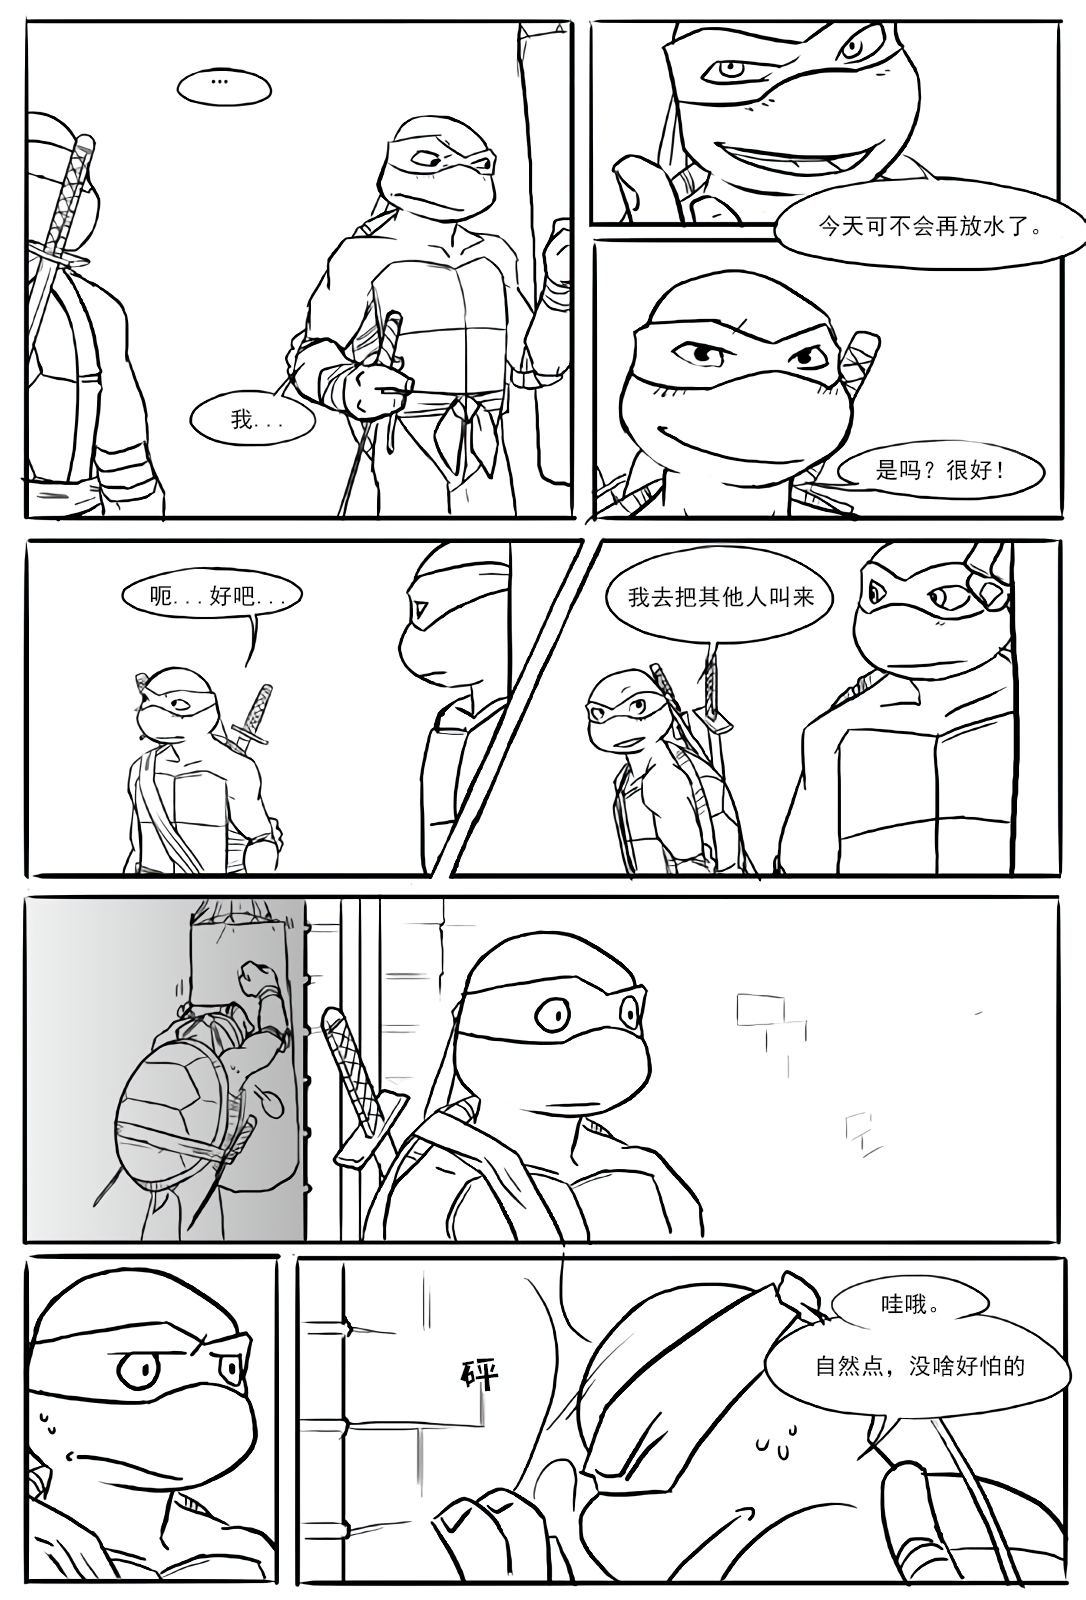 ...
我...
今天可不会再放水了。
是吗？很好！
呃...好吧...
我去把其他人叫来
砰
哇哦。
自然点，没啥好怕的